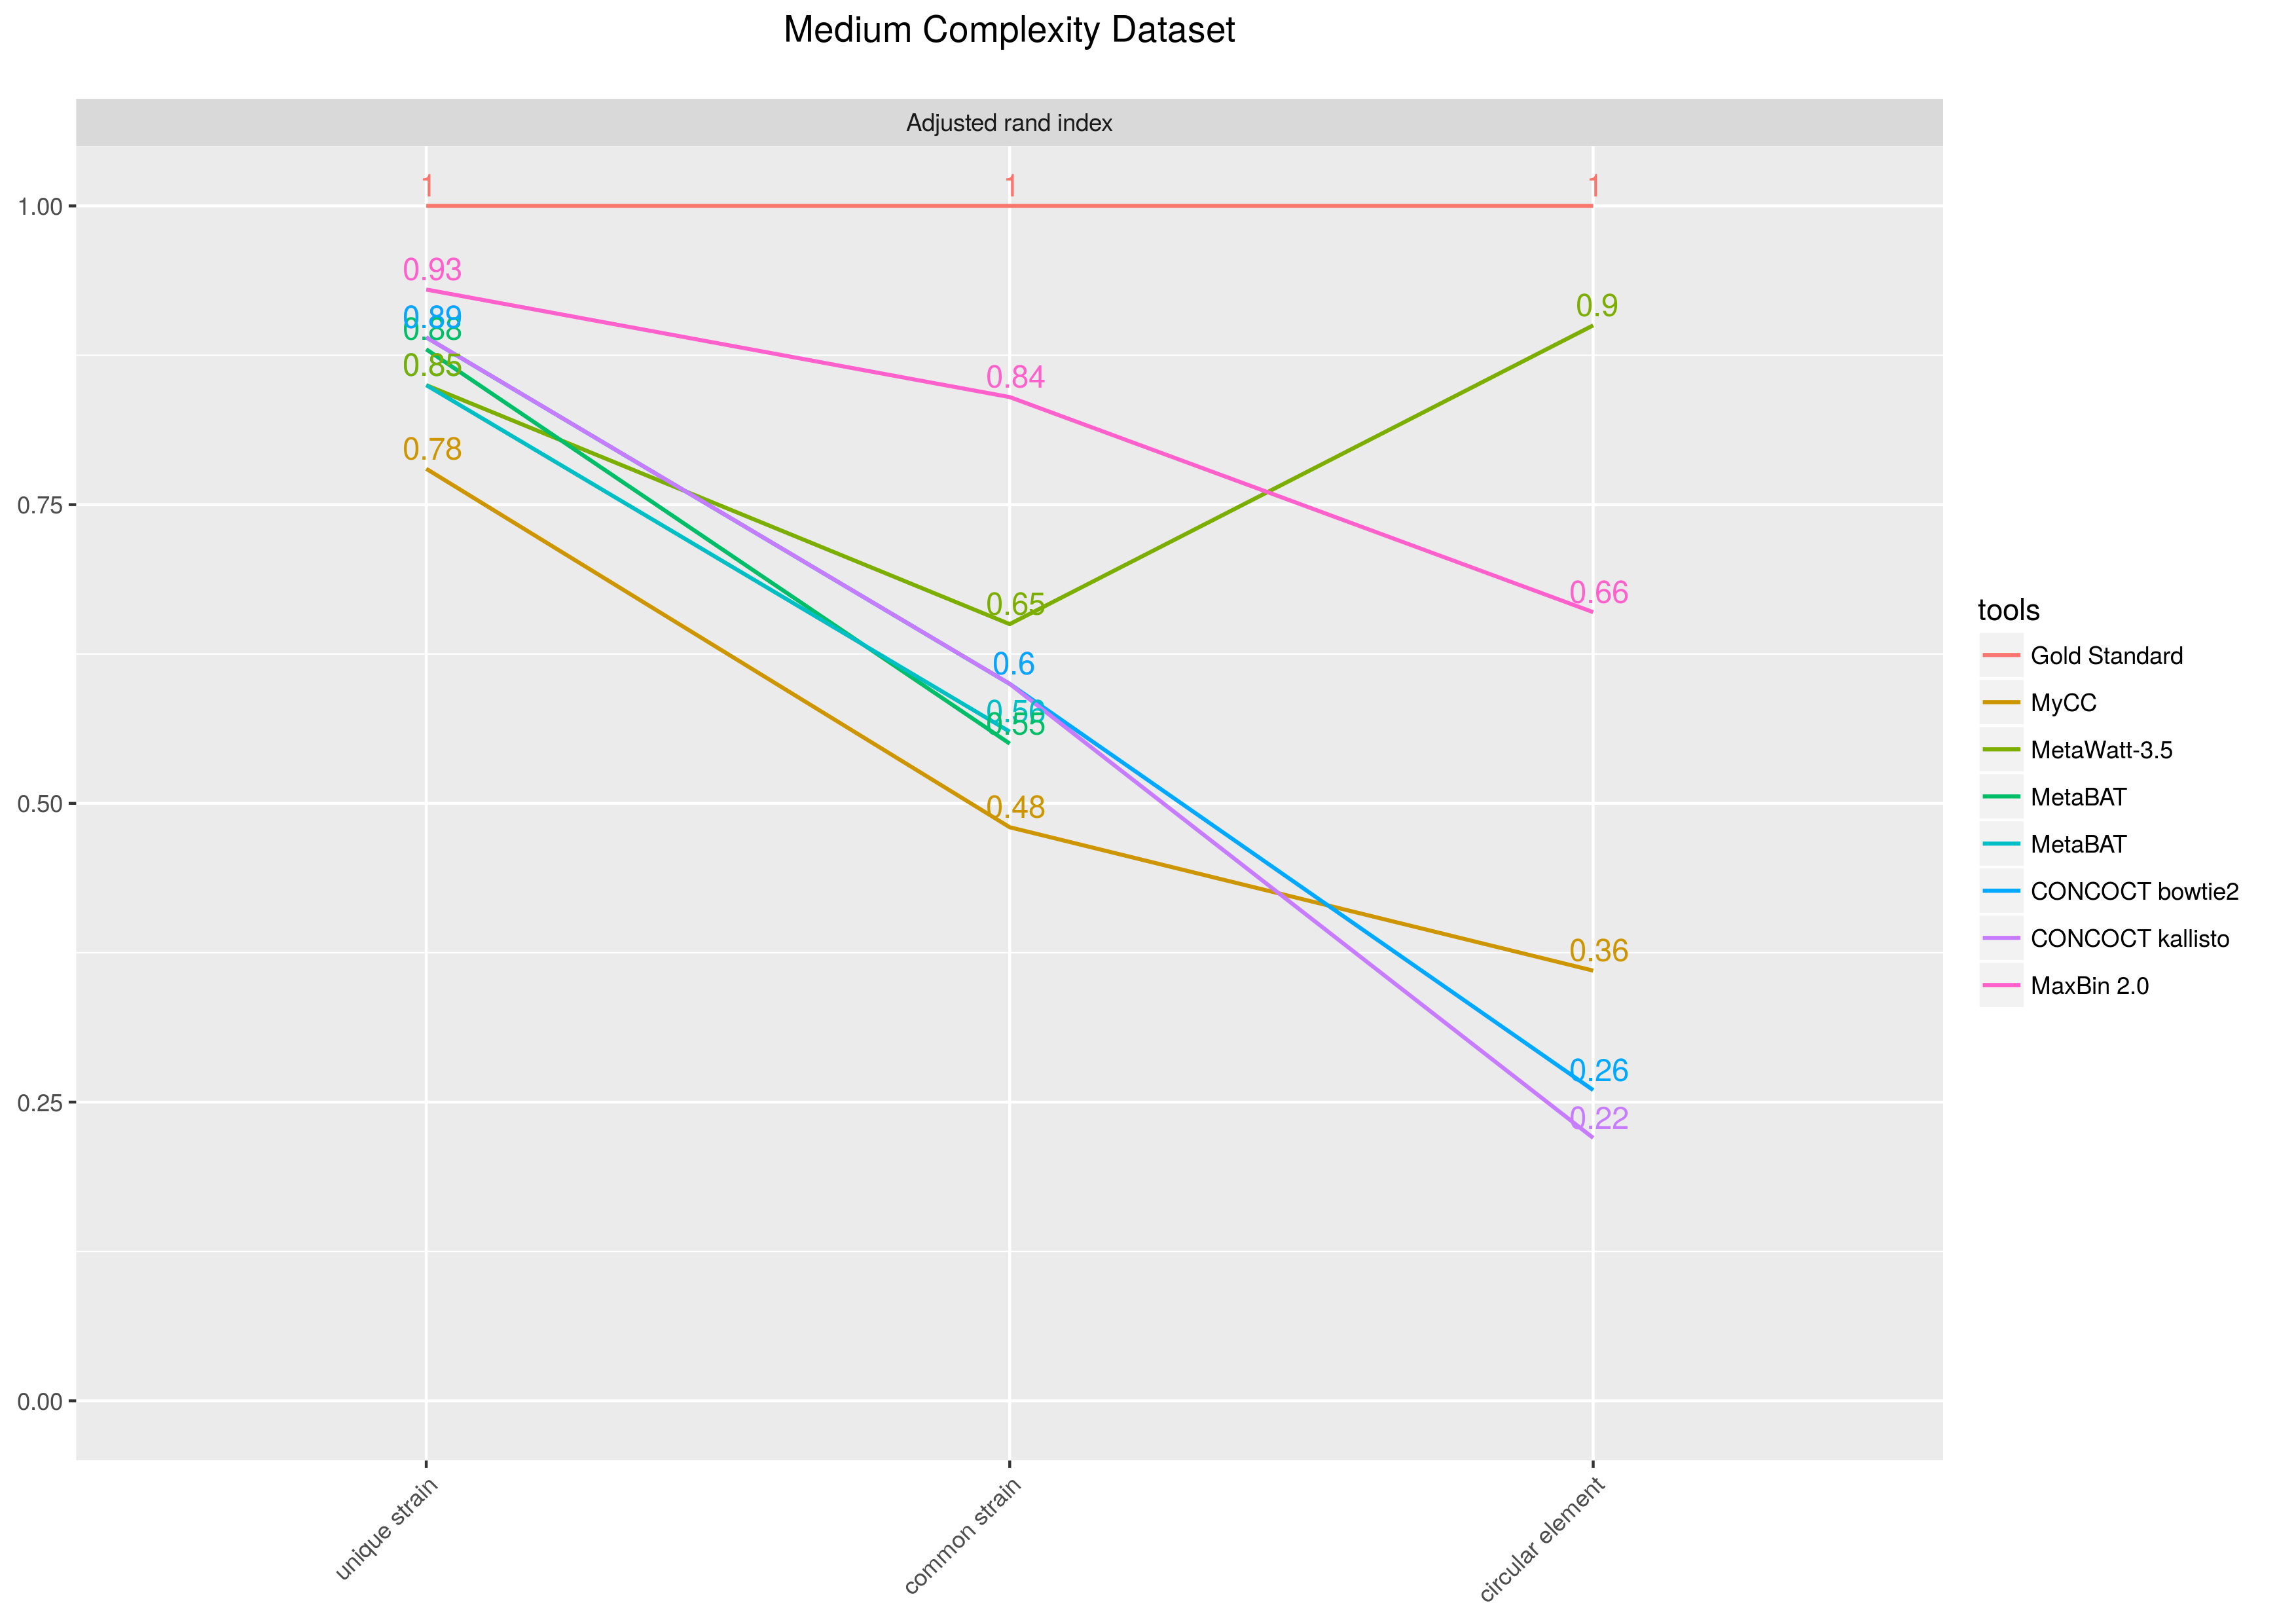 Medium Complexity Dataset
Adjusted rand index
1 1 1
1.00
0.93
0.9
0.89
0.88
0.85
0.84
0.78
0.75
0.65
0.66
0.6
0.56
0.55
0.50
0.48
0.36
0.26
0.25
0.22
0.00
unique strain
common strain
circular element
tools
Gold Standard
MyCC
MetaWatt-3.5
MetaBAT
MetaBAT
CONCOCT bowtie2
CONCOCT kallisto
MaxBin 2.0